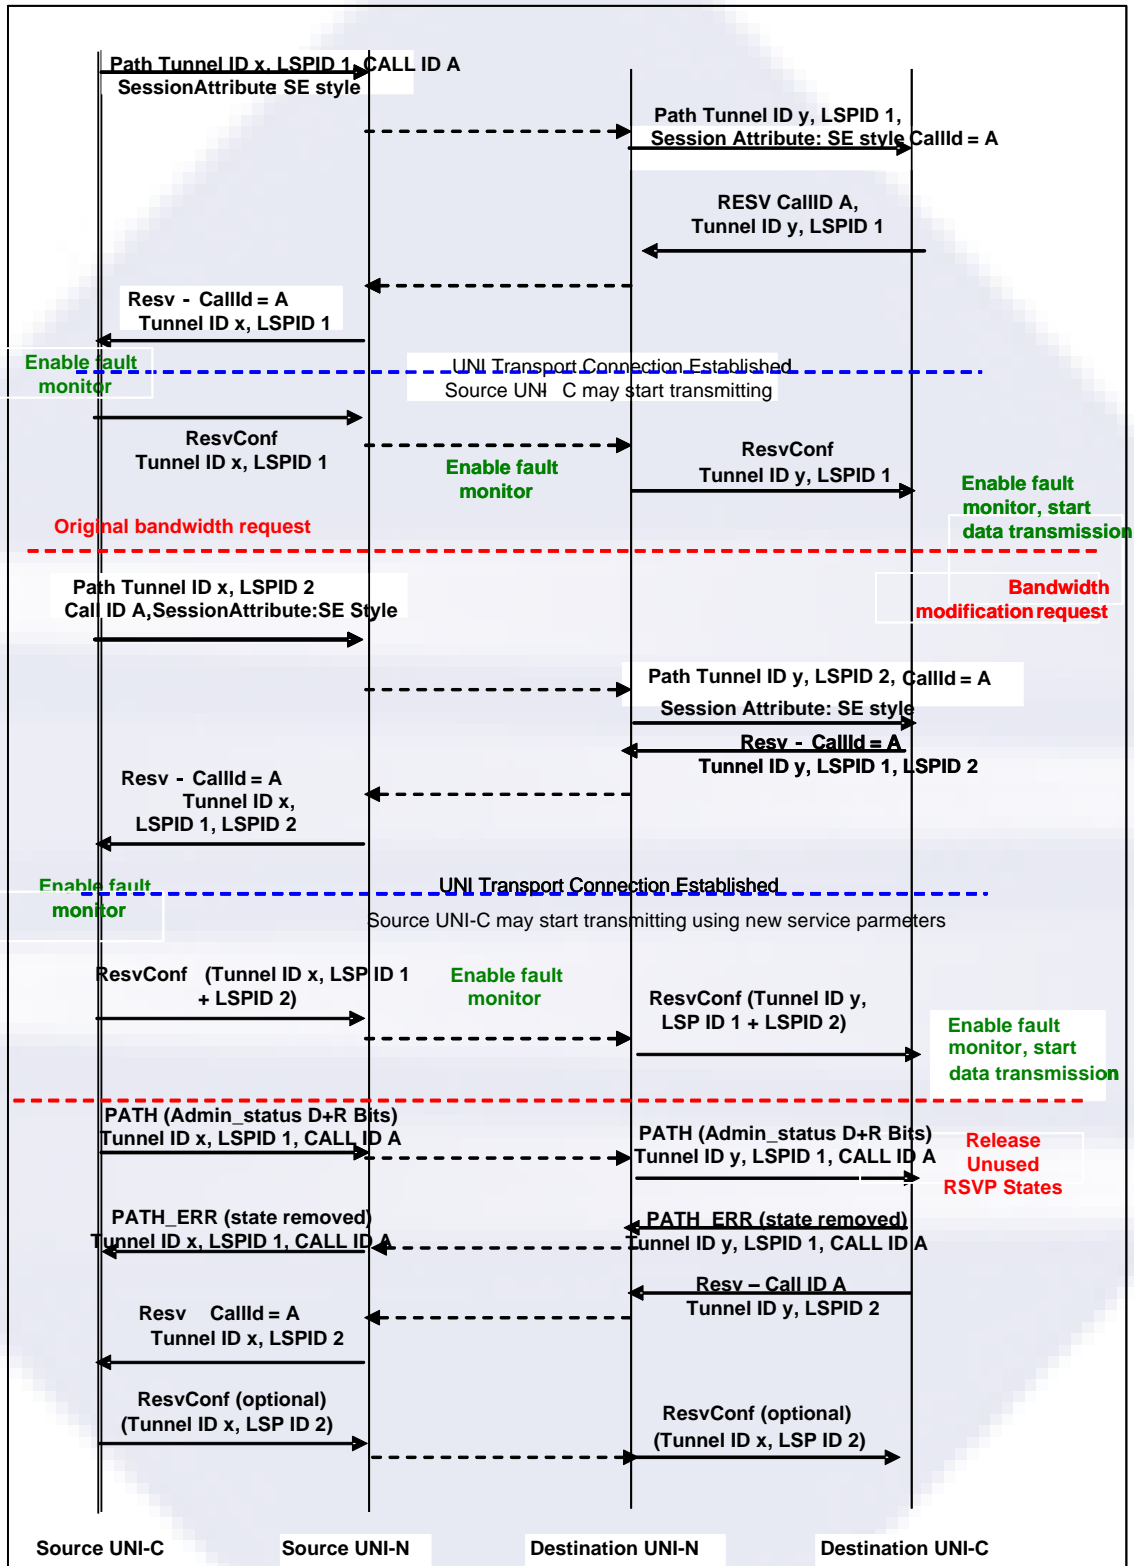 Path Tunnel ID x, LSPID 1, CALL ID A
SessionAttribute: SE style
Path Tunnel ID y, LSPID 1,
Session Attribute: SE style CallId = A
RESV CallID A,
Tunnel ID y, LSPID 1
Resv - CallId = A
Tunnel ID x, LSPID 1
Enable fault
monitor
UNI Transport Connection Established
Source UNI C may start transmitting
ResvConf
Tunnel ID x, LSPID 1
Enable fault
monitor
ResvConf
Tunnel ID y, LSPID 1
Enable fault
monitor, start
data transmission
Original bandwidth request
Bandwidth
modification request
Path Tunnel ID x, LSPID 2
Call ID A,SessionAttribute:SE Style
Path Tunnel ID y, LSPID 2, CallId = A
Session Attribute: SE style
Resv - CallId = A
Tunnel ID y, LSPID 1, LSPID 2
Resv - CallId = A
Tunnel ID x,
LSPID 1, LSPID 2
Enable fault
monitor
UNI Transport Connection Established
Source UNI-C may start transmitting using new service parmeters
ResvConf (Tunnel ID x, LSP ID 1
+ LSPID 2)
Enable fault
monitor
ResvConf (Tunnel ID y,
LSP ID 1 + LSPID 2)
Enable fault
monitor, start
data transmission
PATH (Admin_status D+R Bits)
Tunnel ID x, LSPID 1, CALL ID A
PATH (Admin_status D+R Bits)
Tunnel ID y, LSPID 1, CALL ID A
Release
Unused
RSVP States
PATH_ERR (state removed)
Tunnel ID x, LSPID 1, CALL ID A
PATH_ERR (state removed)
Tunnel ID y, LSPID 1, CALL ID A
Resv – Call ID A
Tunnel ID y, LSPID 2
Resv CallId = A
Tunnel ID x, LSPID 2
ResvConf (optional)
(Tunnel ID x, LSP ID 2)
ResvConf (optional)
(Tunnel ID x, LSP ID 2)
Source UNI-C
Source UNI-N
Destination UNI-N
Destination UNI-C